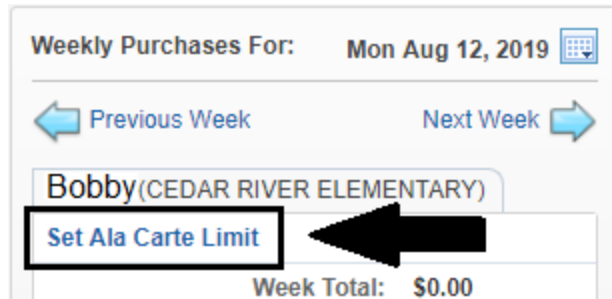 Weekly Purchases For: Mon Aug 12, 2019
Previous Week Next Week
Bobby(CEDAR RIVER ELEMENTARY)
Set Ala Carte Limit
Week Total: $0.00